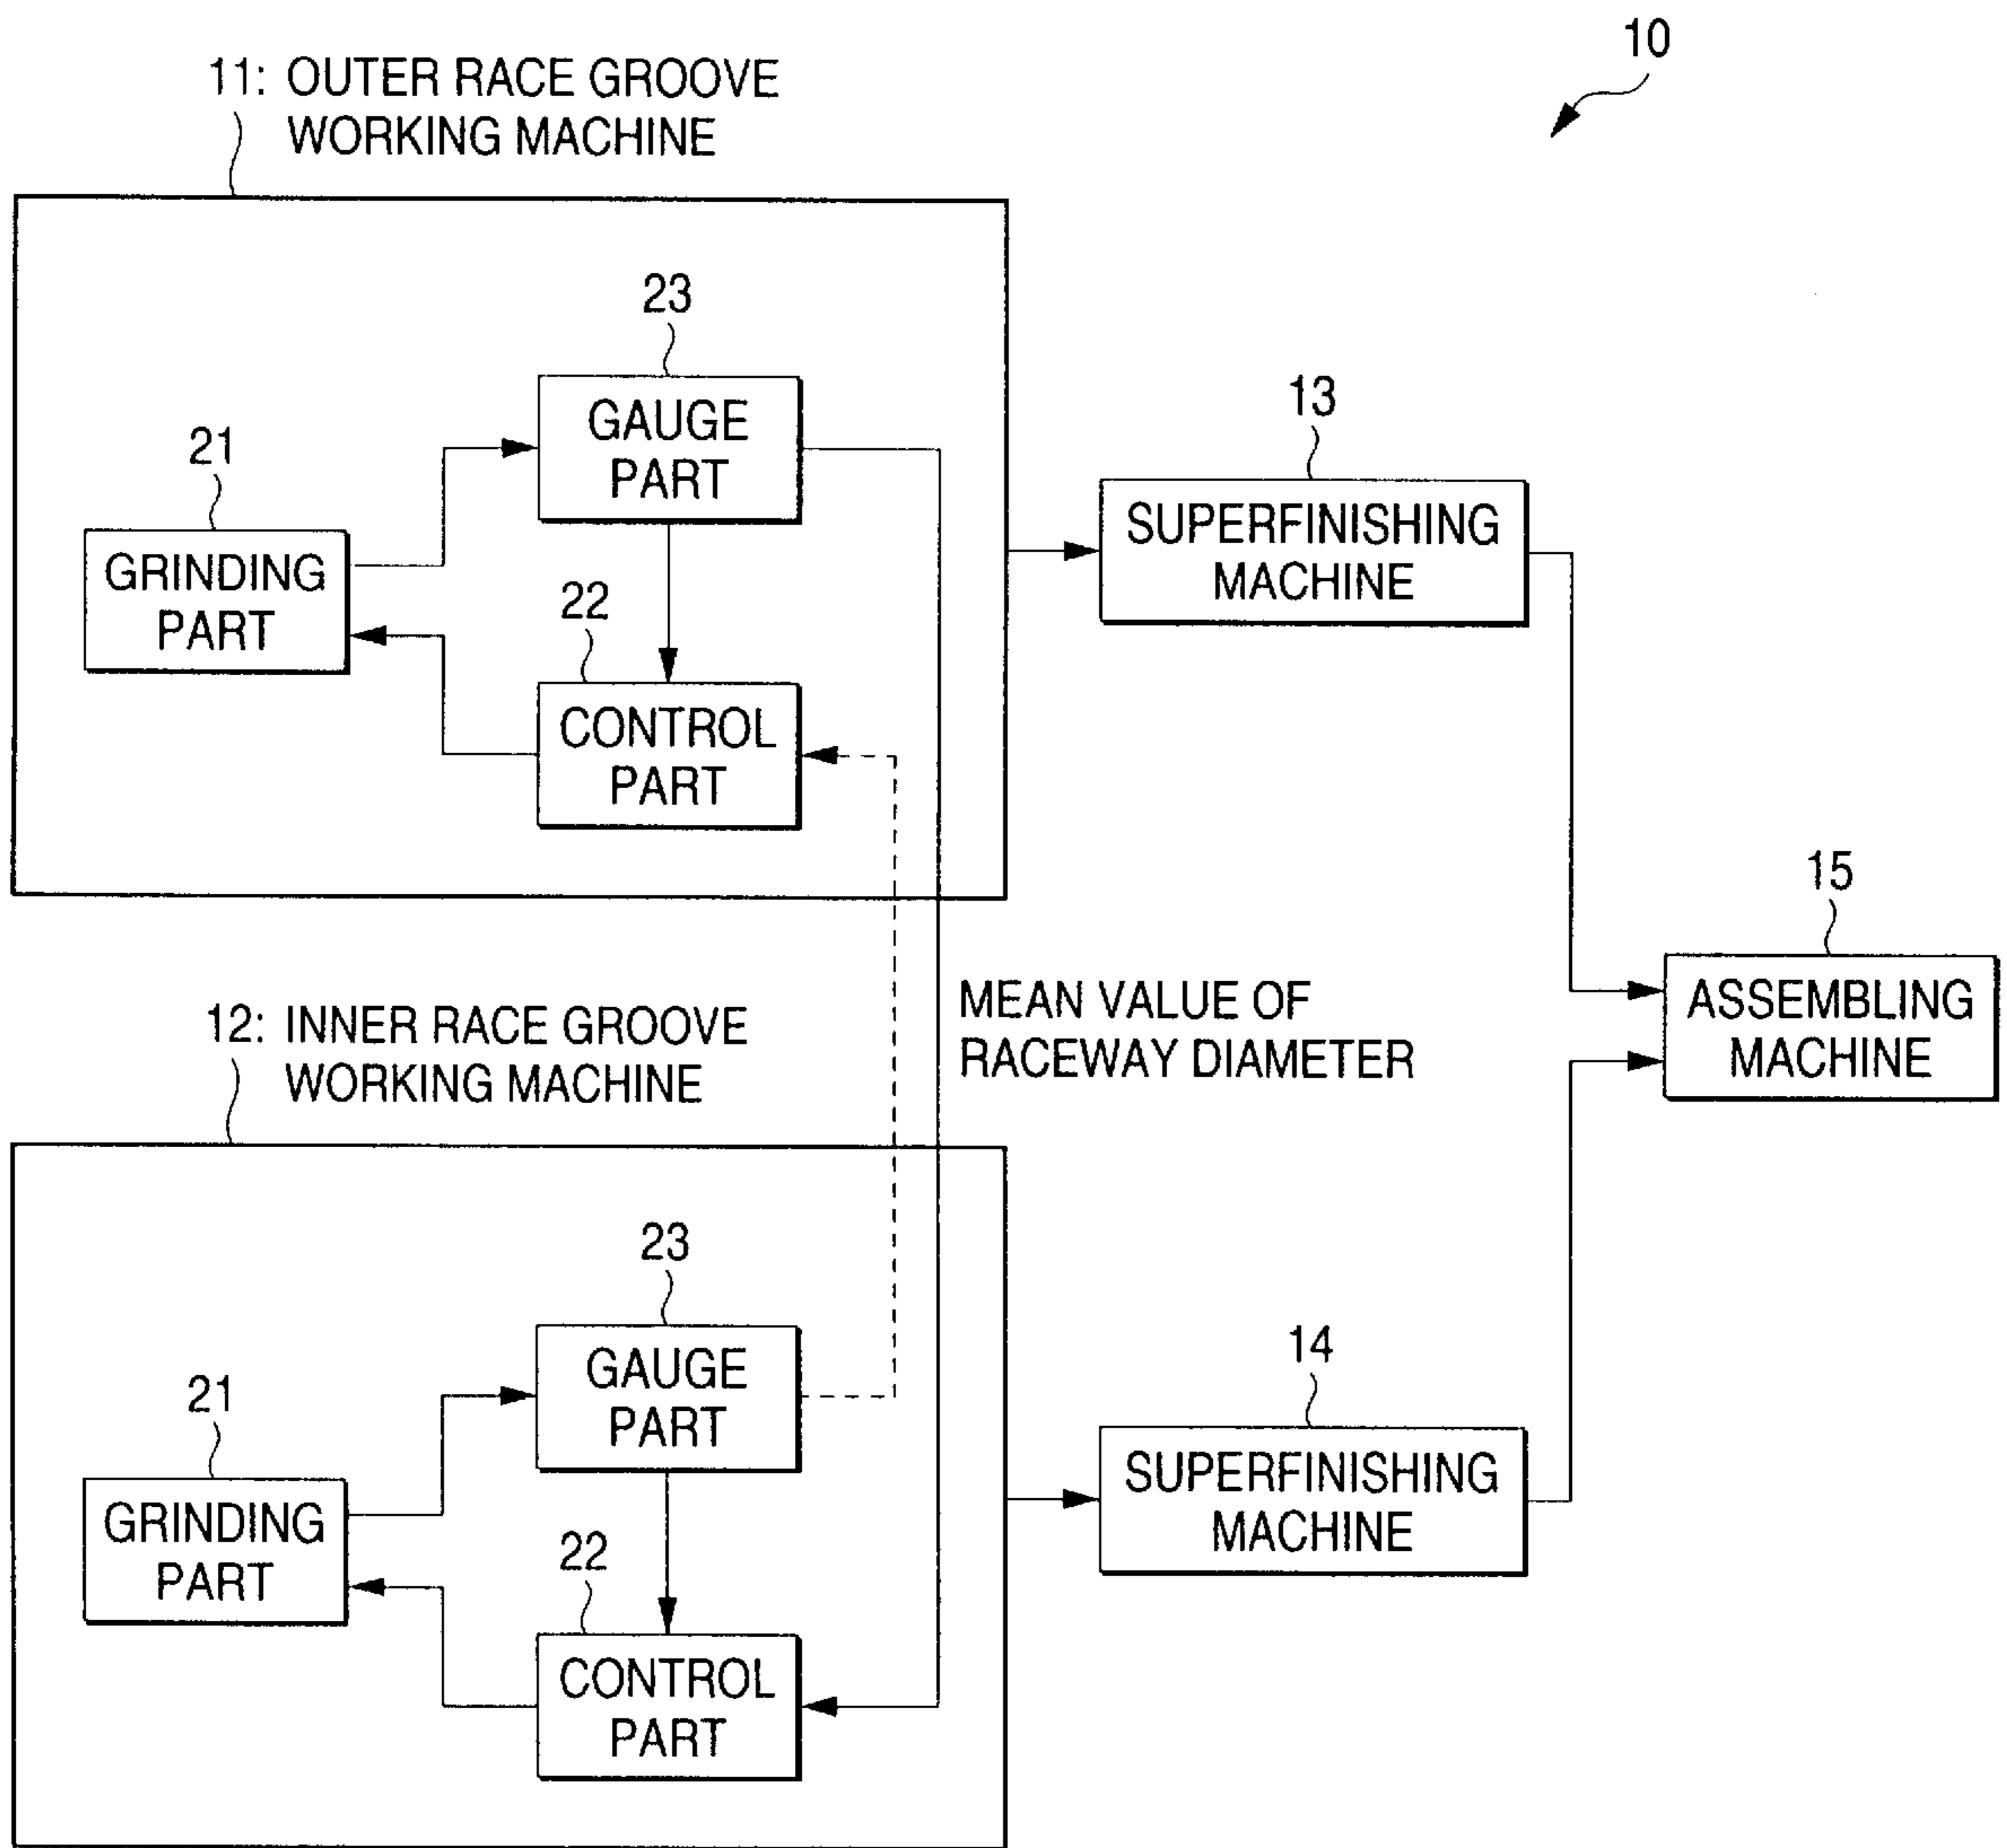 10
11: OUTER RACE GROOVE
WORKING MACHINE
23
GAUGE
PART
21
GRINDING
PART
22
CONTROL
PART
13
SUPERFINISHING
MACHINE
15
ASSEMBLING
MACHINE
MEAN VALUE OF
RACEWAY DIAMETER
12: INNER RACE GROOVE
WORKING MACHINE
23
GAUGE
PART
21
GRINDING
PART
22
CONTROL
PART
14
SUPERFINISHING
MACHINE